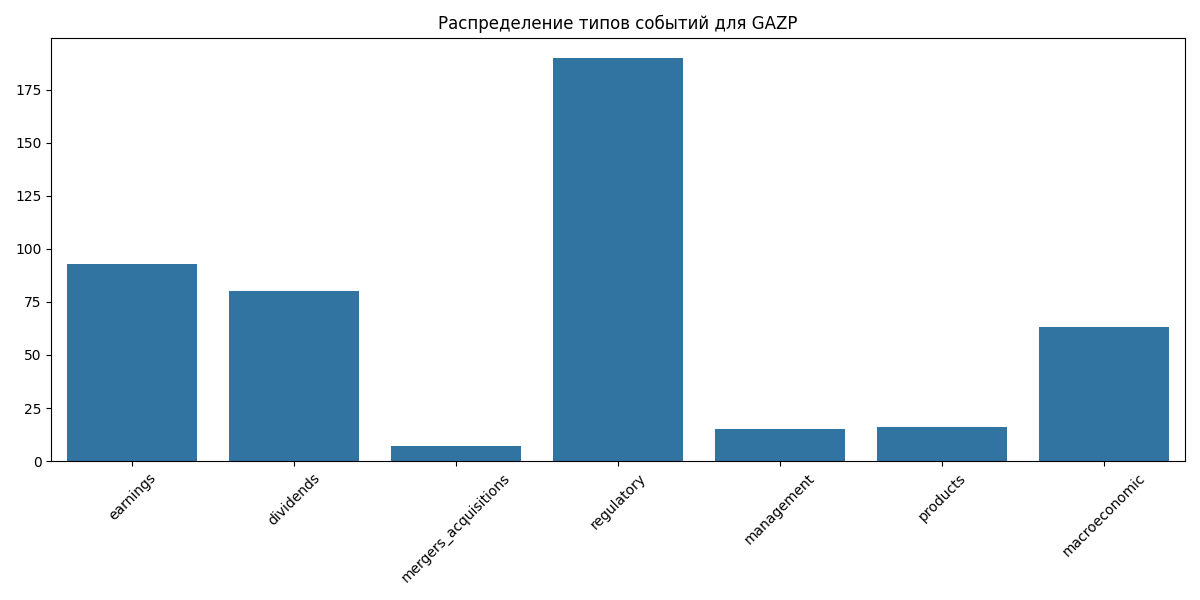 Распределение типов событий для GAZP
175
150
125
100
75
50
25
0
earnings
dividends
mergers_acquisitions
regulatory
management
products
macroeconomic